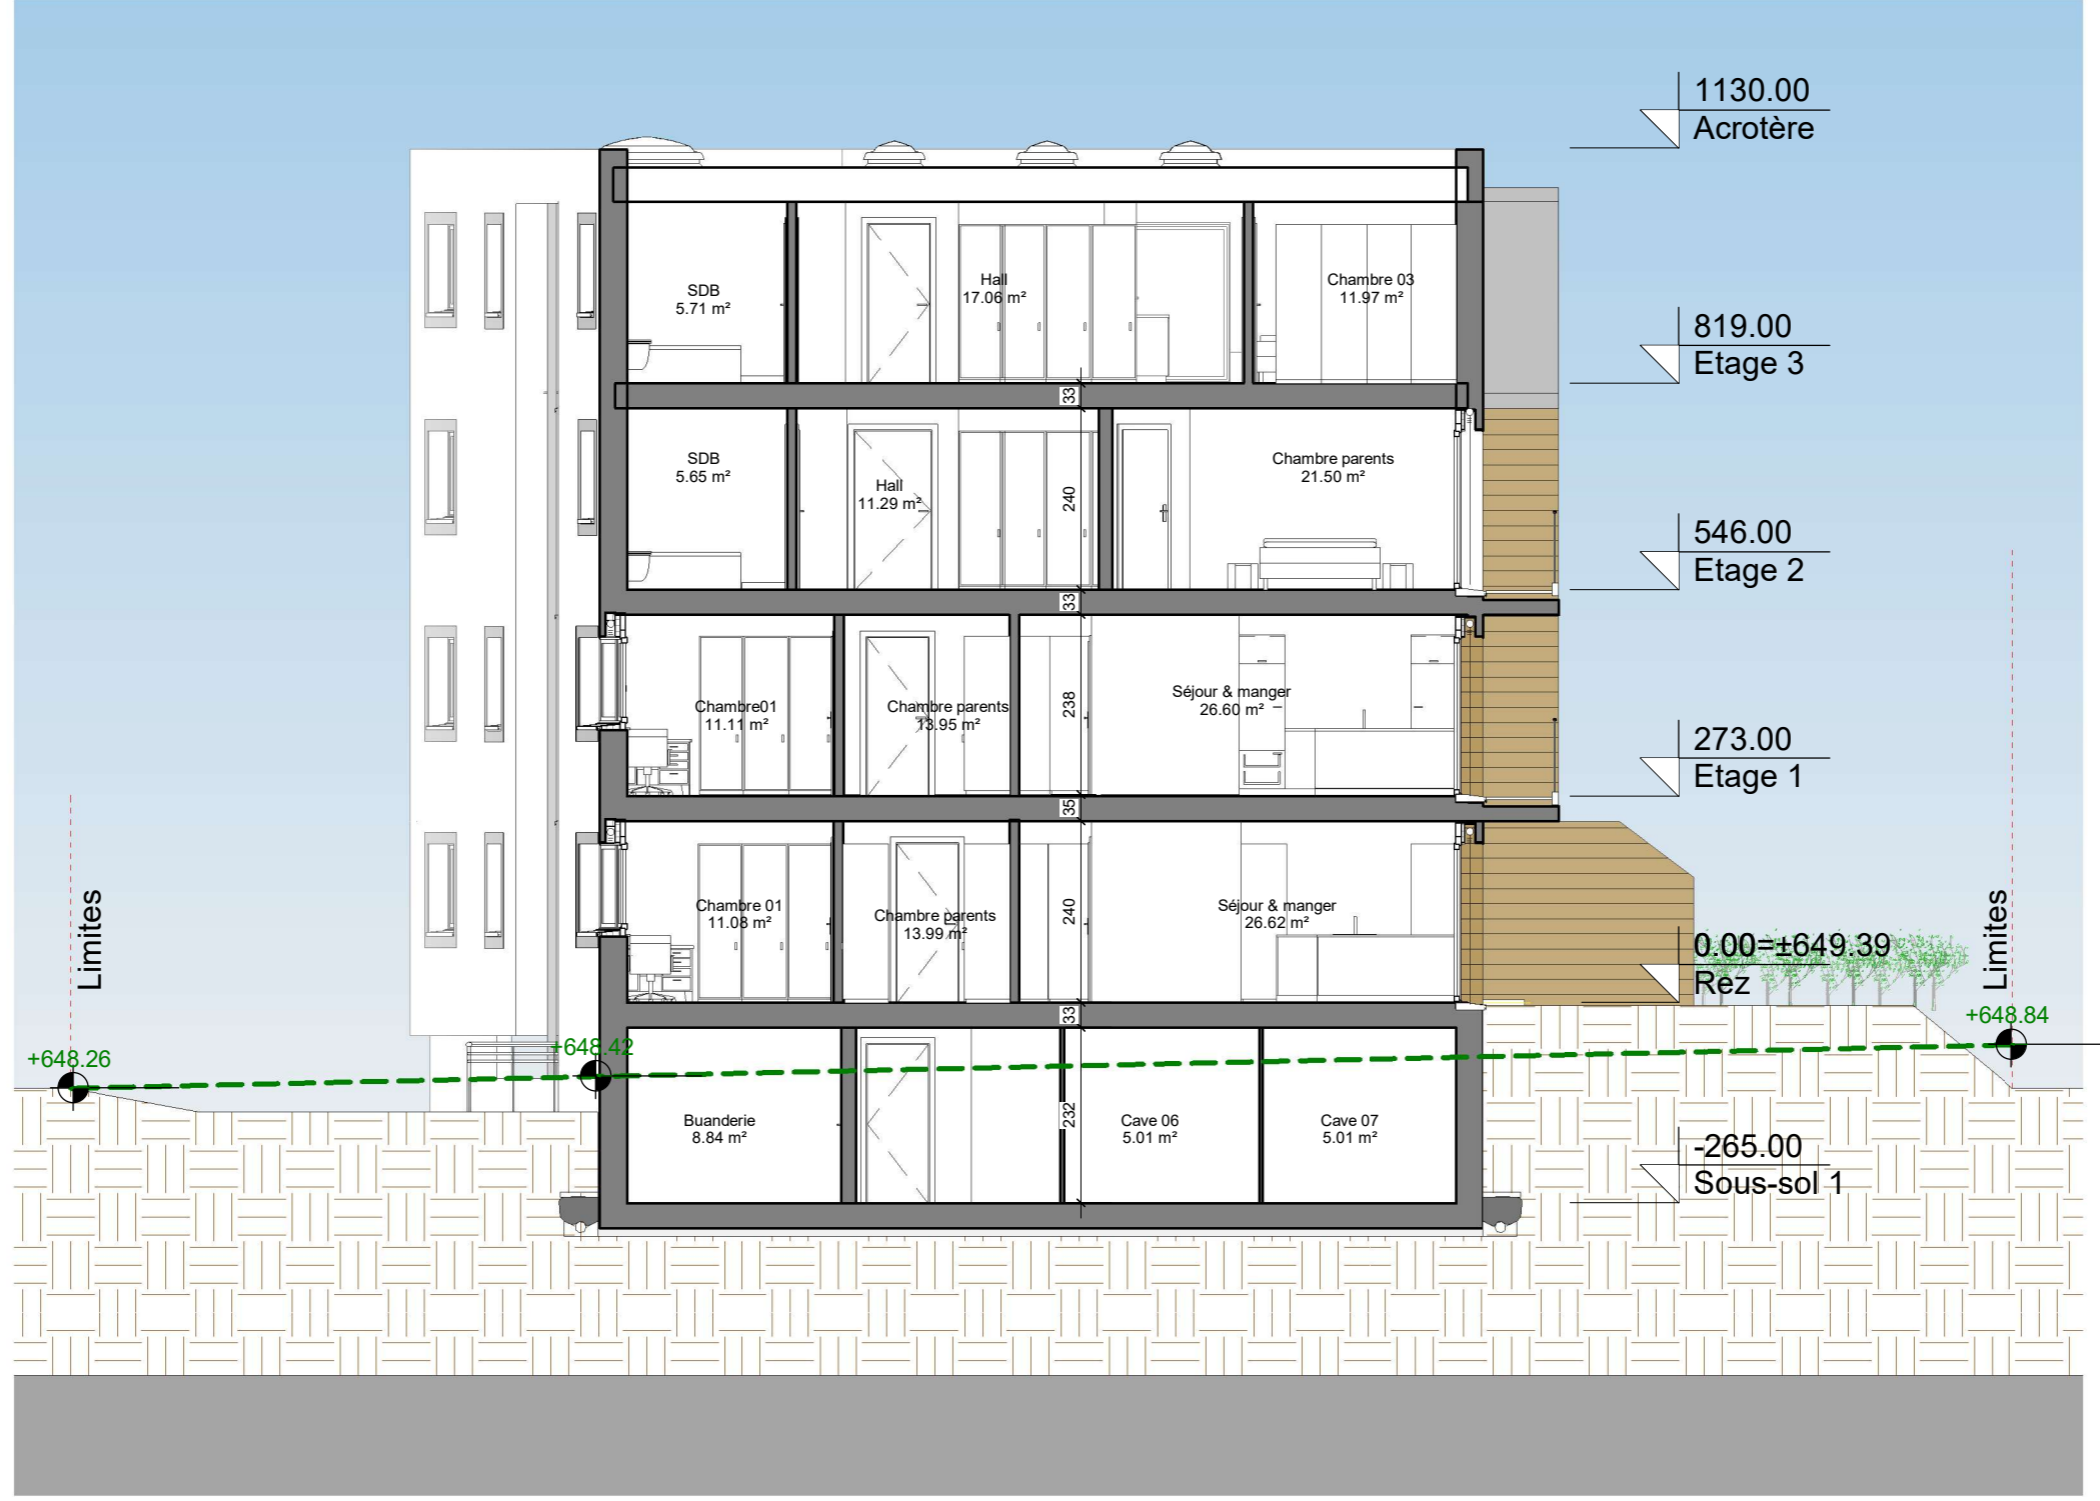 1130.00
Acrotère
SDB
5.71 m²
Hall
17.06 m²
Chambre 03
11.97 m²
819.00
Etage 3
33
SDB
5.65 m²
Hall
11.29 m²
240
Chambre parents
21.50 m²
546.00
Etage 2
33
Chambre01
11.11 m²
Chambre parents
13.95 m²
238
Séjour & manger
26.60 m²
273.00
Etage 1
35
Limites
Chambre 01
11.08 m²
Chambre parents
13.99 m²
240
Séjour & manger
26.62 m²
0.00=±649.39
Rez
Limites
33
+648.26
+648.42
+648.84
Buanderie
8.84 m²
232
Cave 06
5.01 m²
Cave 07
5.01 m²
-265.00
Sous-sol 1